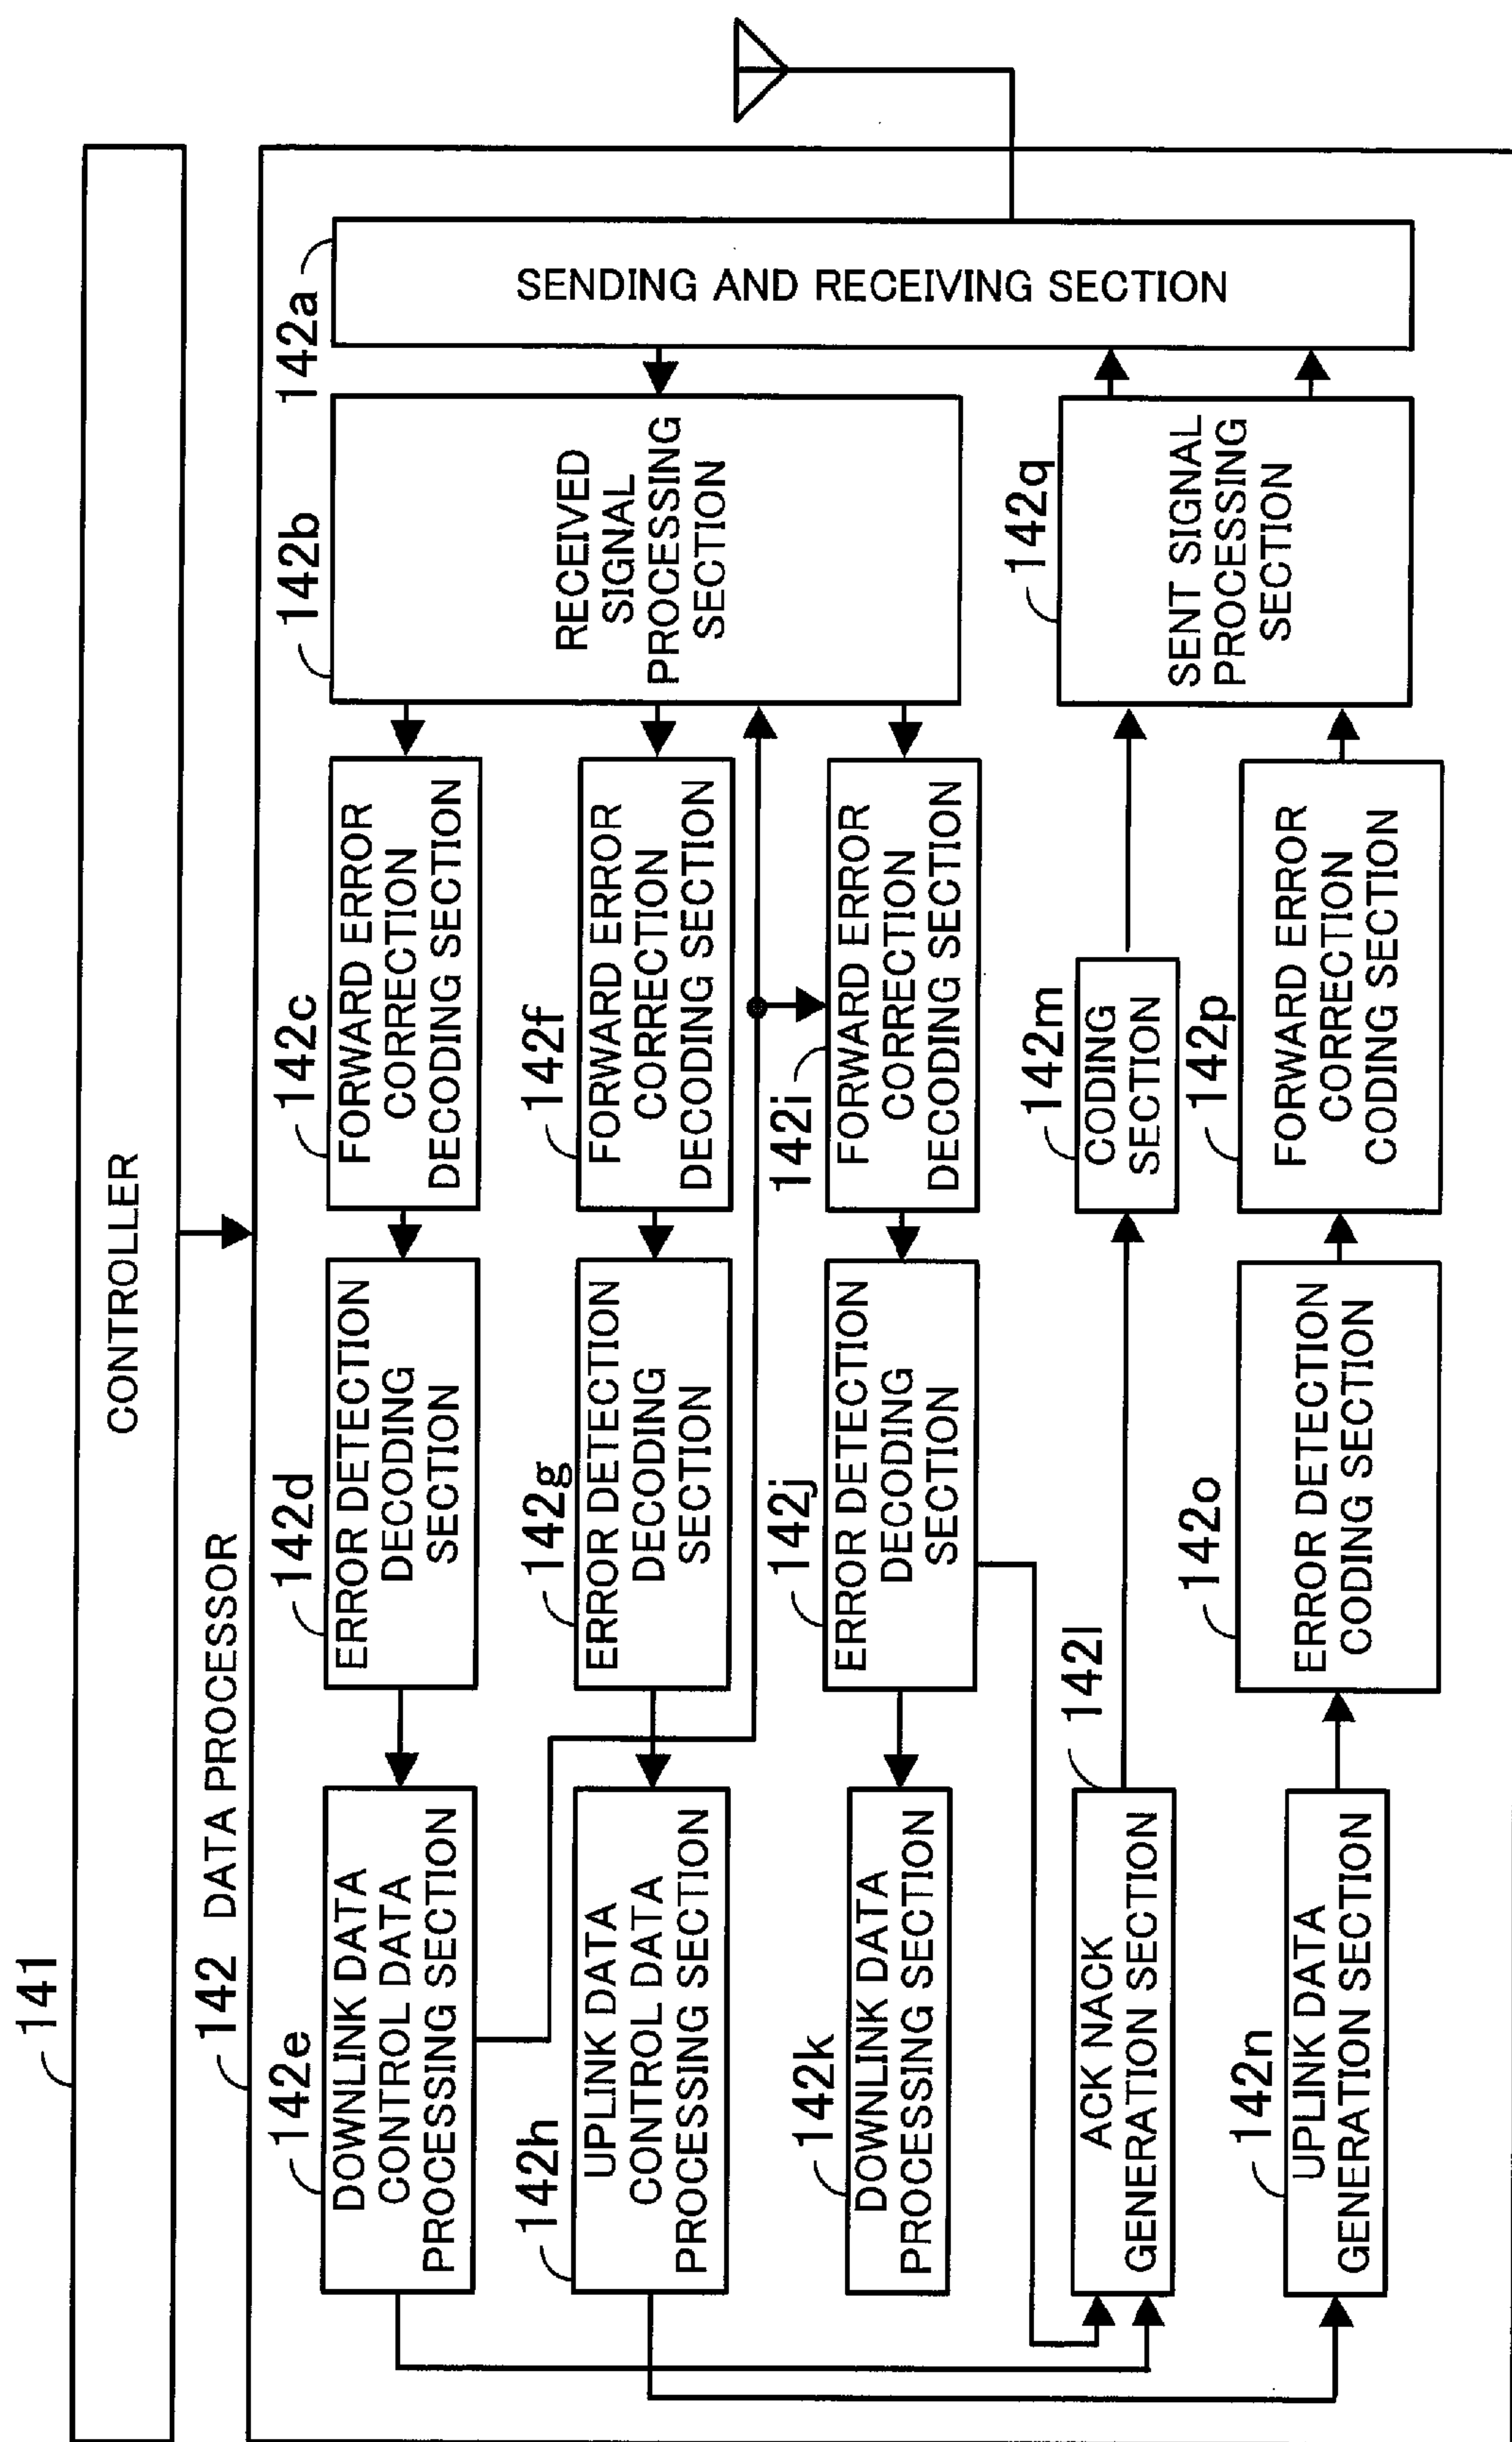 141
CONTROLLER
142 DATA PROCESSOR
142a
SENDING AND RECEIVING SECTION
142b
RECEIVED
SIGNAL
PROCESSING
SECTION
142c
FORWARD ERROR
CORRECTION
DECODING SECTION
142d
ERROR DETECTION
DECODING
SECTION
142e
DOWNLINK DATA
CONTROL DATA
PROCESSING SECTION
142f
FORWARD ERROR
CORRECTION
DECODING SECTION
142g
ERROR DETECTION
DECODING
SECTION
142h
UPLINK DATA
CONTROL DATA
PROCESSING SECTION
142i
FORWARD ERROR
CORRECTION
DECODING SECTION
142j
ERROR DETECTION
DECODING
SECTION
142k
DOWNLINK DATA
PROCESSING SECTION
142l
ACK NACK
GENERATION SECTION
142m
CODING
SECTION
142n
UPLINK DATA
GENERATION SECTION
142o
ERROR DETECTION
CODING SECTION
142p
FORWARD ERROR
CORRECTION
CODING SECTION
142q
SENT SIGNAL
PROCESSING
SECTION